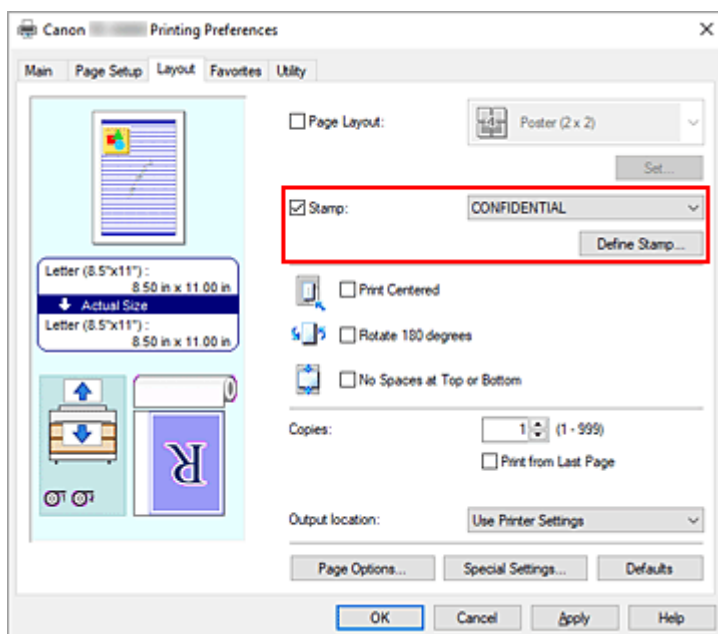 Canon Printing Preferences
Main Page Setup Layout Favorites Utility
Page Layout: Poster (2 x 2)
Set...
Stamp: CONFIDENTIAL
Define Stamp...
Letter (8.5"x11") :
8.50 in x 11.00 in
Actual Size
Letter (8.5"x11") :
8.50 in x 11.00 in
Print Centered
Rotate 180 degrees
No Spaces at Top or Bottom
R
Copies: 1 (1 - 999)
Print from Last Page
Output location: Use Printer Settings
Page Options... Special Settings... Defaults
OK Cancel Apply Help